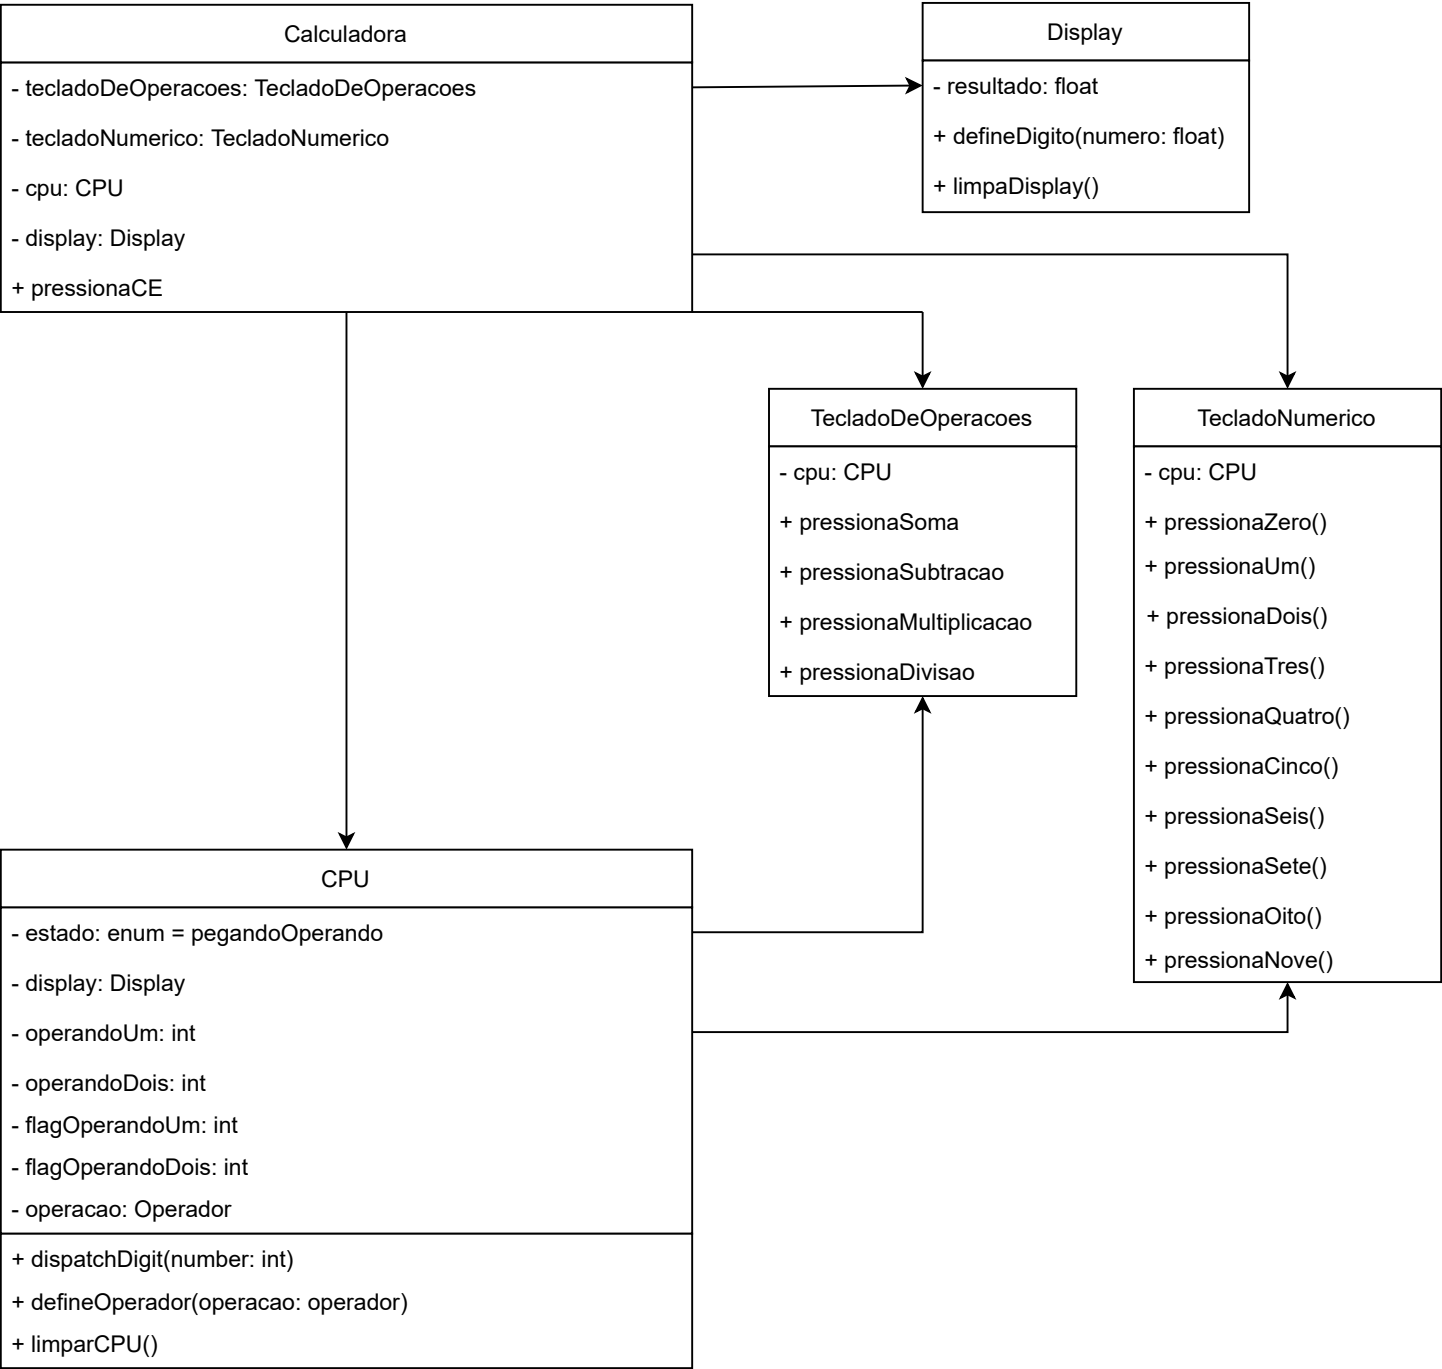 Calculadora
- tecladoDeOperacoes: TecladoDeOperacoes
- tecladoNumerico: TecladoNumerico
- cpu: CPU
- display: Display
+ pressionaCE
Display
- resultado: float
+ defineDigito(numero: float)
+ limpaDisplay()
TecladoDeOperacoes
- cpu: CPU
+ pressionaSoma
+ pressionaSubtracao
+ pressionaMultiplicacao
+ pressionaDivisao
TecladoNumerico
- cpu: CPU
+ pressionaZero()
+ pressionaUm()
+ pressionaDois()
+ pressionaTres()
+ pressionaQuatro()
+ pressionaCinco()
+ pressionaSeis()
+ pressionaSete()
+ pressionaOito()
+ pressionaNove()
CPU
- estado: enum = pegandoOperando
- display: Display
- operandoUm: int
- operandoDois: int
- flagOperandoUm: int
- flagOperandoDois: int
- operacao: Operador
+ dispatchDigit(number: int)
+ defineOperador(operacao: operador)
+ limparCPU()